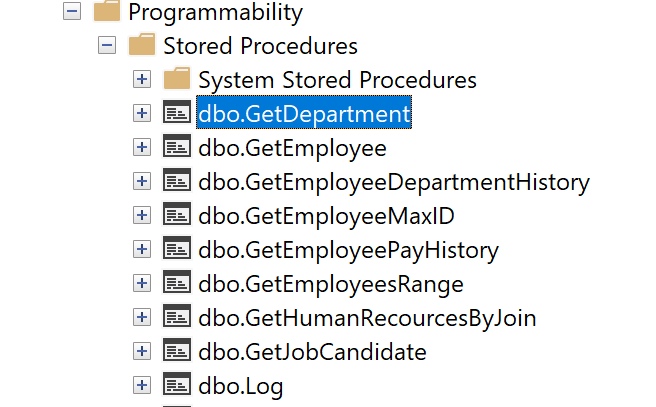 Programmability
Stored Procedures
System Stored Procedures
dbo.GetDepartment
dbo.GetEmployee
dbo.GetEmployeeDepartmentHistory
dbo.GetEmployeeMaxID
dbo.GetEmployeePayHistory
dbo.GetEmployeesRange
dbo.GetHumanRecourcesByJoin
dbo.GetJobCandidate
dbo.Log